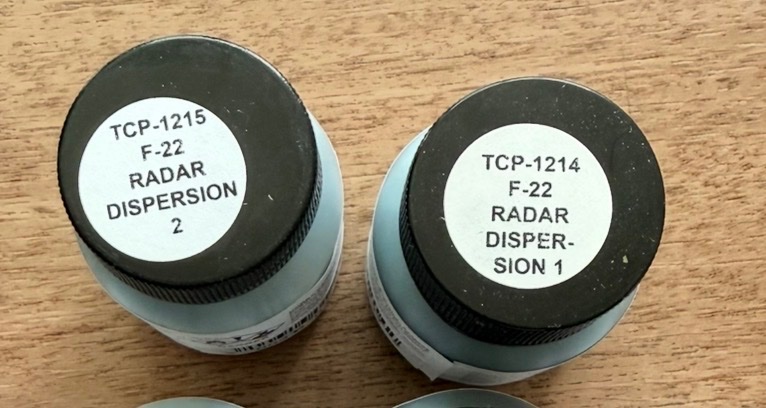 TCP-1215
F-22
RADAR
DISPERSION
2
TCP-1214
F-22
RADAR
DISPER-
SION 1